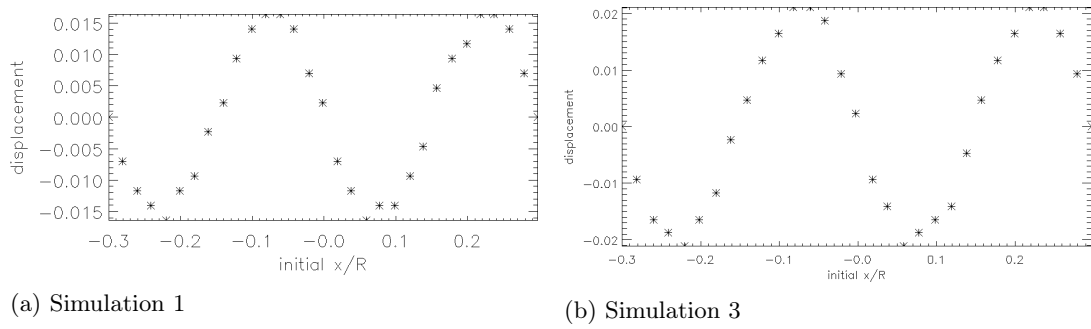 0.015
0.010
0.005
0.000
−0.005
−0.010
−0.015
displacement
−0.3 −0.2 −0.1 −0.0 0.1 0.2
initial x/R
(a) Simulation 1
0.02
0.01
0.00
−0.01
−0.02
displacement
−0.3 −0.2 −0.1 −0.0 0.1 0.2
initial x/R
(b) Simulation 3